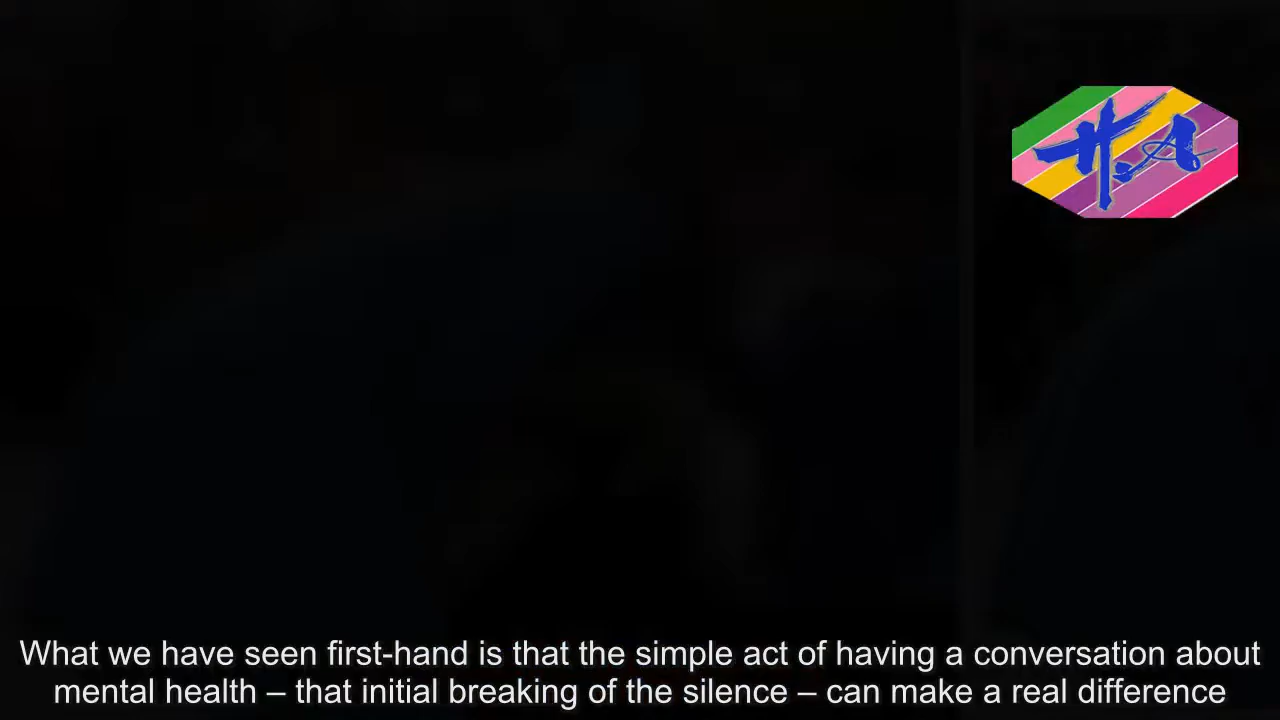 What we have seen first-hand is that the simple act of having a conversation about
mental health – that initial breaking of the silence – can make a real difference